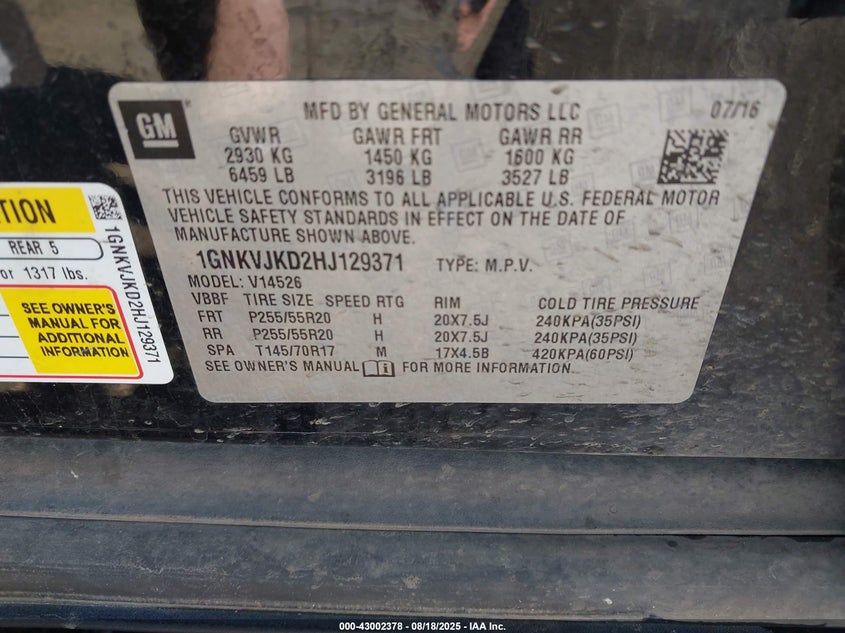 GM
MFD BY GENERAL MOTORS LLC 07/16
GVWR GAWR FRT GAWR RR
2930 KG 1450 KG 1600 KG
6459 LB 3196 LB 3527 LB
THIS VEHICLE CONFORMS TO ALL APPLICABLE U.S. FEDERAL MOTOR
VEHICLE SAFETY STANDARDS IN EFFECT ON THE DATE OF
MANUFACTURE SHOWN ABOVE.
1GNKVJKD2HJ129371 TYPE: M.P.V.
MODEL: V14526
VBBF TIRE SIZE SPEED RTG RIM COLD TIRE PRESSURE
FRT P255/55R20 H 20X7.5J 240KPA(35PSI)
RR P255/55R20 H 20X7.5J 240KPA(35PSI)
SPA T145/70R17 M 17X4.5B 420KPA(60PSI)
SEE OWNER'S MANUAL FOR MORE INFORMATION.
REAR 5
or 1317 lbs.
SEE OWNER'S
MANUAL FOR
ADDITIONAL
INFORMATION
1GNKVJKD2HJ129371
000-43002378 - 08/18/2025 - IAA Inc.